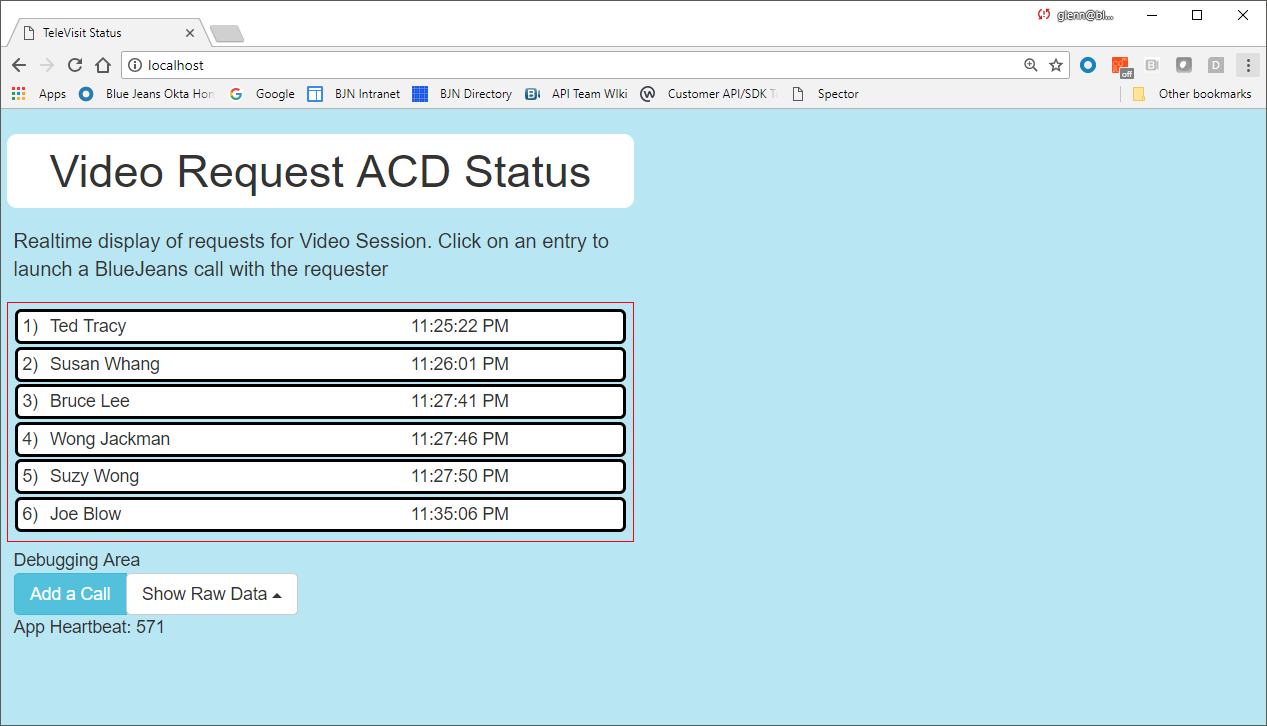 TeleVisit Status
glenn@bl...
localhost
off
B
D
Apps
Blue Jeans Okta Hon
G
Google
BJN Intranet
BJN Directory
Bi
API Team WIki
Customer API/SDK T
Spector
Other bookmarks
Video Request ACD Status
Realtime display of requests for Video Session. Click on an entry to
launch a BlueJeans call with the requester
1) Ted Tracy 11:25:22 PM
2) Susan Whang 11:26:01 PM
3) Bruce Lee 11:27:41 PM
4) Wong Jackman 11:27:46 PM
5) Suzy Wong 11:27:50 PM
6) Joe Blow 11:35:06 PM
Debugging Area
Add a Call Show Raw Data
App Heartbeat: 571